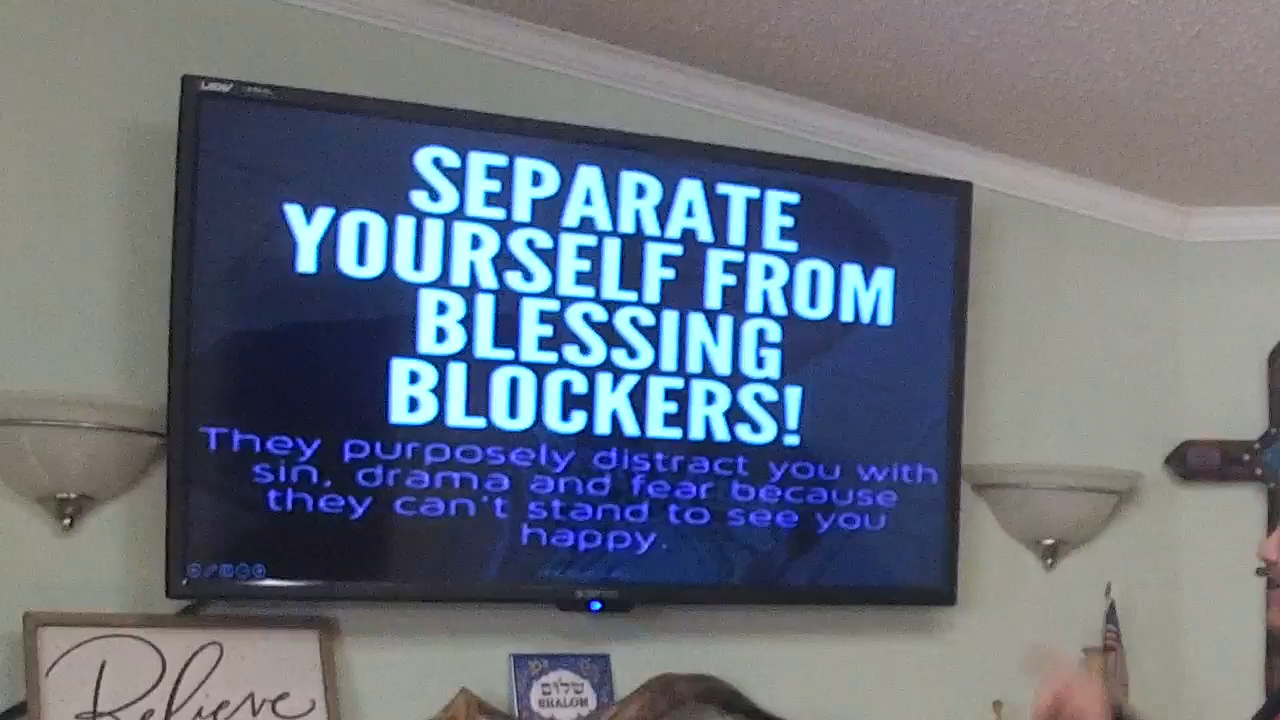 SEPARATE
YOURSELF FROM
BLESSING
BLOCKERS!
They purposely distract you with
sin, drama and fear because
they can't stand to see you
happy.
Believe
שלום
SHALOM